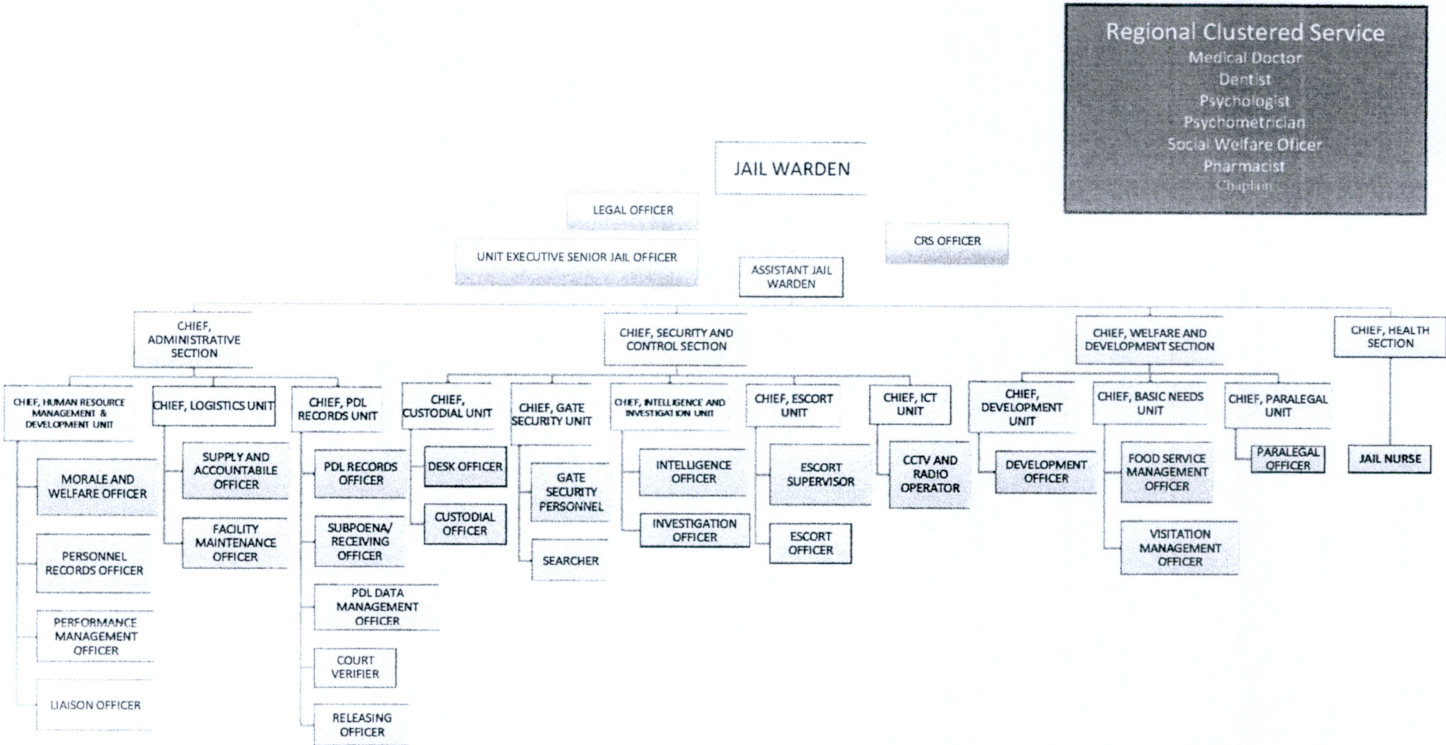 Regional Clustered Service
Medical Doctor
Dentist
Psychologist
Psychometrician
Social Welfare Oficer
Pharmacist
Chaplain
JAIL WARDEN
LEGAL OFFICER
CRS OFFICER
UNIT EXECUTIVE SENIOR JAIL OFFICER
ASSISTANT JAIL
WARDEN
CHIEF,
ADMINISTRATIVE
SECTION
CHIEF, SECURITY AND
CONTROL SECTION
CHIEF, WELFARE AND
DEVELOPMENT SECTION
CHIEF, HEALTH
SECTION
CHIEF, HUMAN RESOURCE
MANAGEMENT &
DEVELOPMENT UNIT
CHIEF, LOGISTICS UNIT
CHIEF, PDL
RECORDS UNIT
CHIEF,
CUSTODIAL UNIT
CHIEF, GATE
SECURITY UNIT
CHIEF, INTELLIGENCE AND
INVESTIGATION UNIT
CHIEF, ESCORT
UNIT
CHIEF, ICT
UNIT
CHIEF,
DEVELOPMENT
UNIT
CHIEF, BASIC NEEDS
UNIT
CHIEF, PARALEGAL
UNIT
MORALE AND
WELFARE OFFICER
PERSONNEL
RECORDS OFFICER
PERFORMANCE
MANAGEMENT
OFFICER
LIAISON OFFICER
SUPPLY AND
ACCOUNTABILE
OFFICER
FACILITY
MAINTENANCE
OFFICER
PDL RECORDS
OFFICER
SUBPOENA/
RECEIVING
OFFICER
PDL DATA
MANAGEMENT
OFFICER
COURT
VERIFIER
RELEASING
OFFICER
DESK OFFICER
CUSTODIAL
OFFICER
GATE
SECURITY
PERSONNEL
SEARCHER
INTELLIGENCE
OFFICER
INVESTIGATION
OFFICER
ESCORT
SUPERVISOR
ESCORT
OFFICER
CCTV AND
RADIO
OPERATOR
DEVELOPMENT
OFFICER
FOOD SERVICE
MANAGEMENT
OFFICER
VISITATION
MANAGEMENT
OFFICER
PARALEGAL
OFFICER
JAIL NURSE